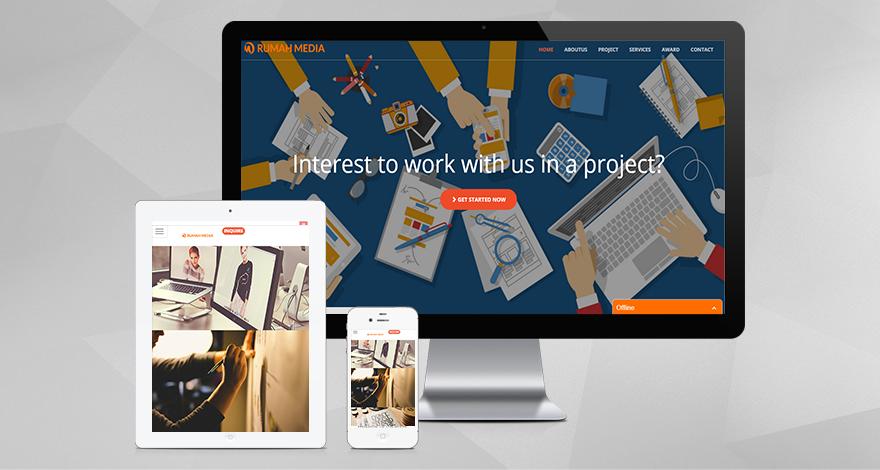 RUMAH MEDIA
HOME ABOUTUS PROJECT SERVICES AWARD CONTACT
Interest to work with us in a project?
GET STARTED NOW
Offline
RUMAH MEDIA INQUIRE